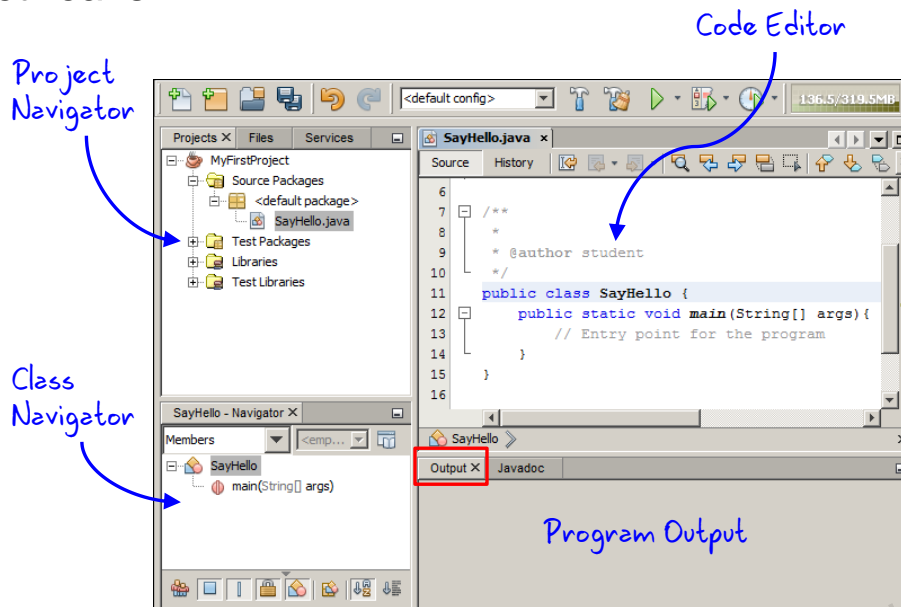 Code Editor
Project
Navigator
<default config>
136.5/319.5MB
Projects X Files Services
SayHello.java x
MyFirstProject
Source History
Source Packages
<default package>
SayHello.java
Test Packages
Libraries
Test Libraries
6
7 /**
8 *
9 * @author student
10 */
11 public class SayHello {
12 public static void main(String[] args){
13 // Entry point for the program
14 }
15 }
16
Class
Navigator
SayHello - Navigator X
Members <emp...
SayHello
main(String[] args)
SayHello
Output X Javadoc
Program Output